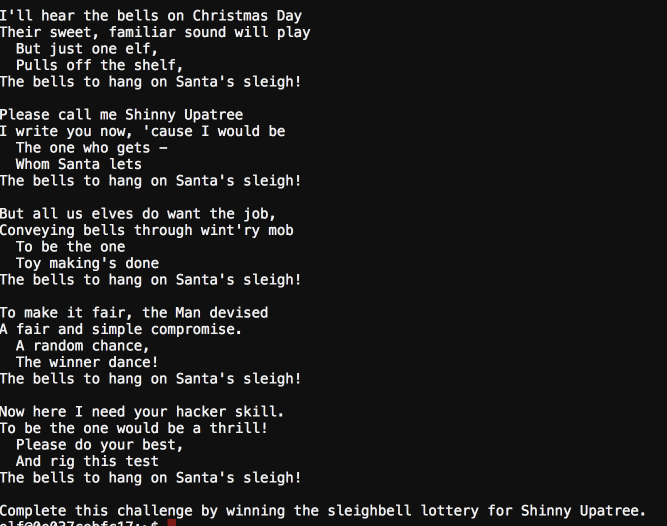 I'll hear the bells on Christmas Day
Their sweet, familiar sound will play
  But just one elf,
  Pulls off the shelf,
The bells to hang on Santa's sleigh!

Please call me Shinny Upatree
I write you now, 'cause I would be
  The one who gets –
  Whom Santa lets
The bells to hang on Santa's sleigh!

But all us elves do want the job,
Conveying bells through wint'ry mob
  To be the one
  Toy making's done
The bells to hang on Santa's sleigh!

To make it fair, the Man devised
A fair and simple compromise.
  A random chance,
  The winner dance!
The bells to hang on Santa's sleigh!

Now here I need your hacker skill.
To be the one would be a thrill!
  Please do your best,
  And rig this test
The bells to hang on Santa's sleigh!

Complete this challenge by winning the sleighbell lottery for Shinny Upatree.